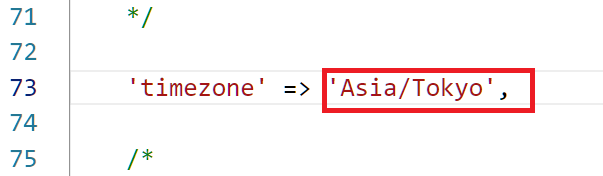 71 */
72
73 'timezone' => 'Asia/Tokyo',
74
75 /*